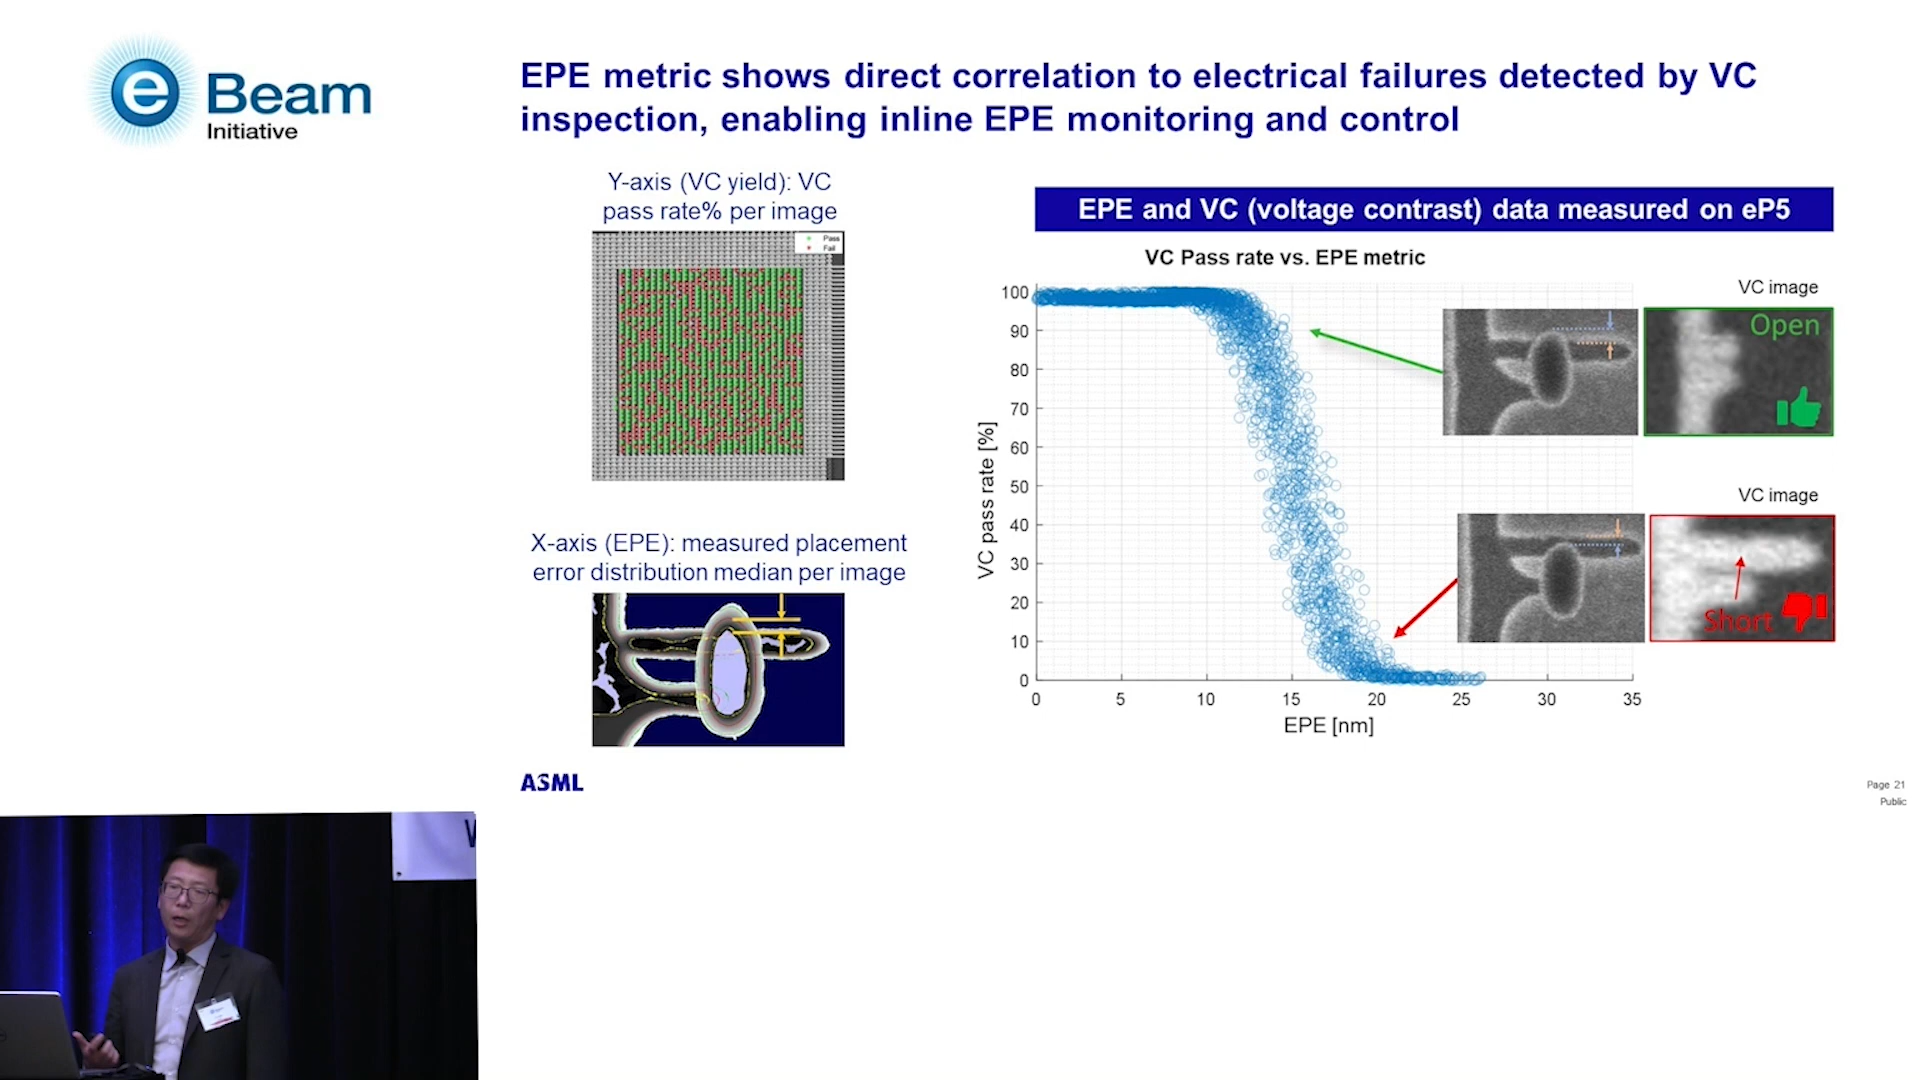 e Beam
Initiative
EPE metric shows direct correlation to electrical failures detected by VC
inspection, enabling inline EPE monitoring and control
Y-axis (VC yield): VC
pass rate% per image
Pass
Fail
X-axis (EPE): measured placement
error distribution median per image
EPE and VC (voltage contrast) data measured on eP5
VC Pass rate vs. EPE metric
VC pass rate [%]
100
90
80
70
60
50
40
30
20
10
0
0 5 10 15 20 25 30 35
EPE [nm]
VC image
Open
VC image
Short
ASML
Page 21
Public